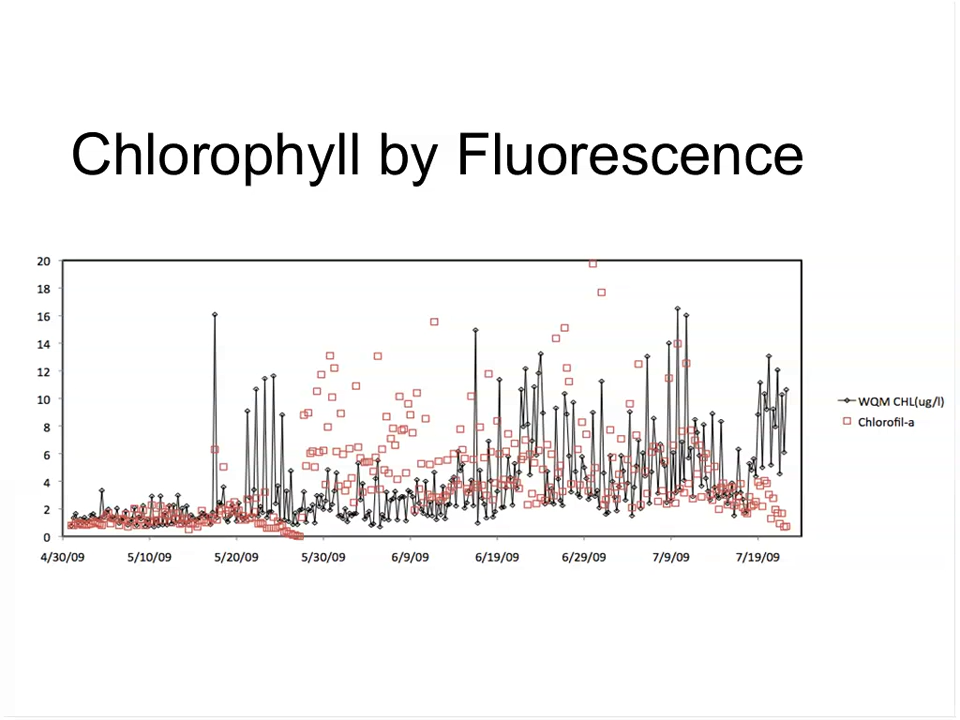 Chlorophyll by Fluorescence
20
18
16
14
12
10
8
6
4
2
0
4/30/09 5/10/09 5/20/09 5/30/09 6/9/09 6/19/09 6/29/09 7/9/09 7/19/09
WQM CHL(ug/l)
Chlorofil-a